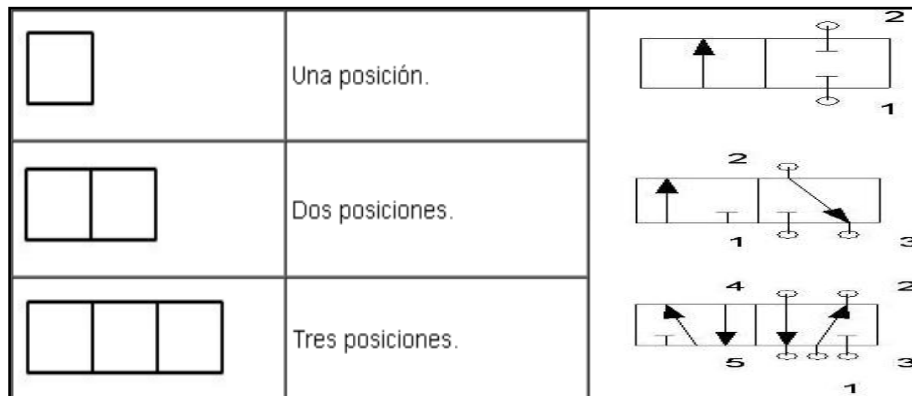 2
Una posición.
1
2
Dos posiciones.
1 3
4 2
Tres posiciones.
5 3
1